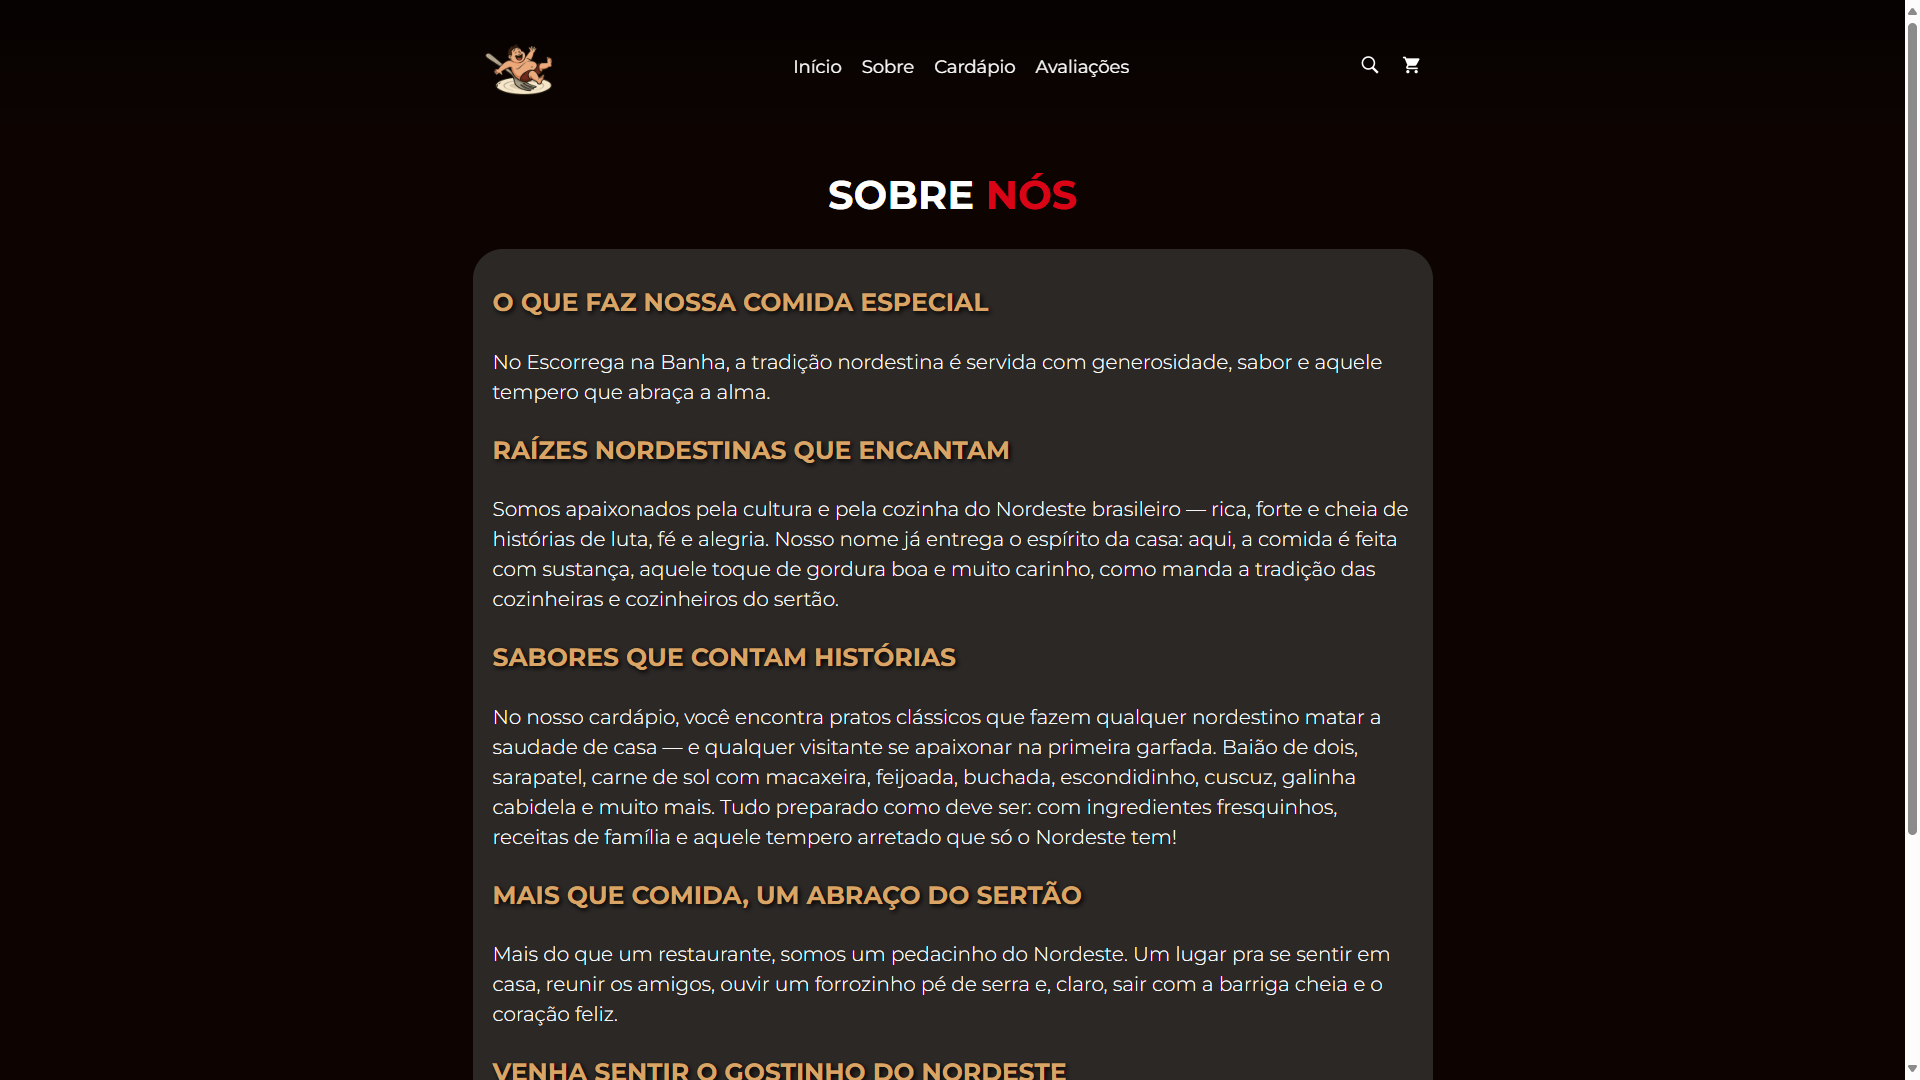 Início Sobre Cardápio Avaliações
SOBRE NÓS
O QUE FAZ NOSSA COMIDA ESPECIAL
No Escorrega na Banha, a tradição nordestina é servida com generosidade, sabor e aquele
tempero que abraça a alma.
RAÍZES NORDESTINAS QUE ENCANTAM
Somos apaixonados pela cultura e pela cozinha do Nordeste brasileiro — rica, forte e cheia de
histórias de luta, fé e alegria. Nosso nome já entrega o espírito da casa: aqui, a comida é feita
com sustança, aquele toque de gordura boa e muito carinho, como manda a tradição das
cozinheiras e cozinheiros do sertão.
SABORES QUE CONTAM HISTÓRIAS
No nosso cardápio, você encontra pratos clássicos que fazem qualquer nordestino matar a
saudade de casa — e qualquer visitante se apaixonar na primeira garfada. Baião de dois,
sarapatel, carne de sol com macaxeira, feijoada, buchada, escondidinho, cuscuz, galinha
cabidela e muito mais. Tudo preparado como deve ser: com ingredientes fresquinhos,
receitas de família e aquele tempero arretado que só o Nordeste tem!
MAIS QUE COMIDA, UM ABRAÇO DO SERTÃO
Mais do que um restaurante, somos um pedacinho do Nordeste. Um lugar pra se sentir em
casa, reunir os amigos, ouvir um forrozinho pé de serra e, claro, sair com a barriga cheia e o
coração feliz.
VENHA SENTIR O GOSTINHO DO NORDESTE